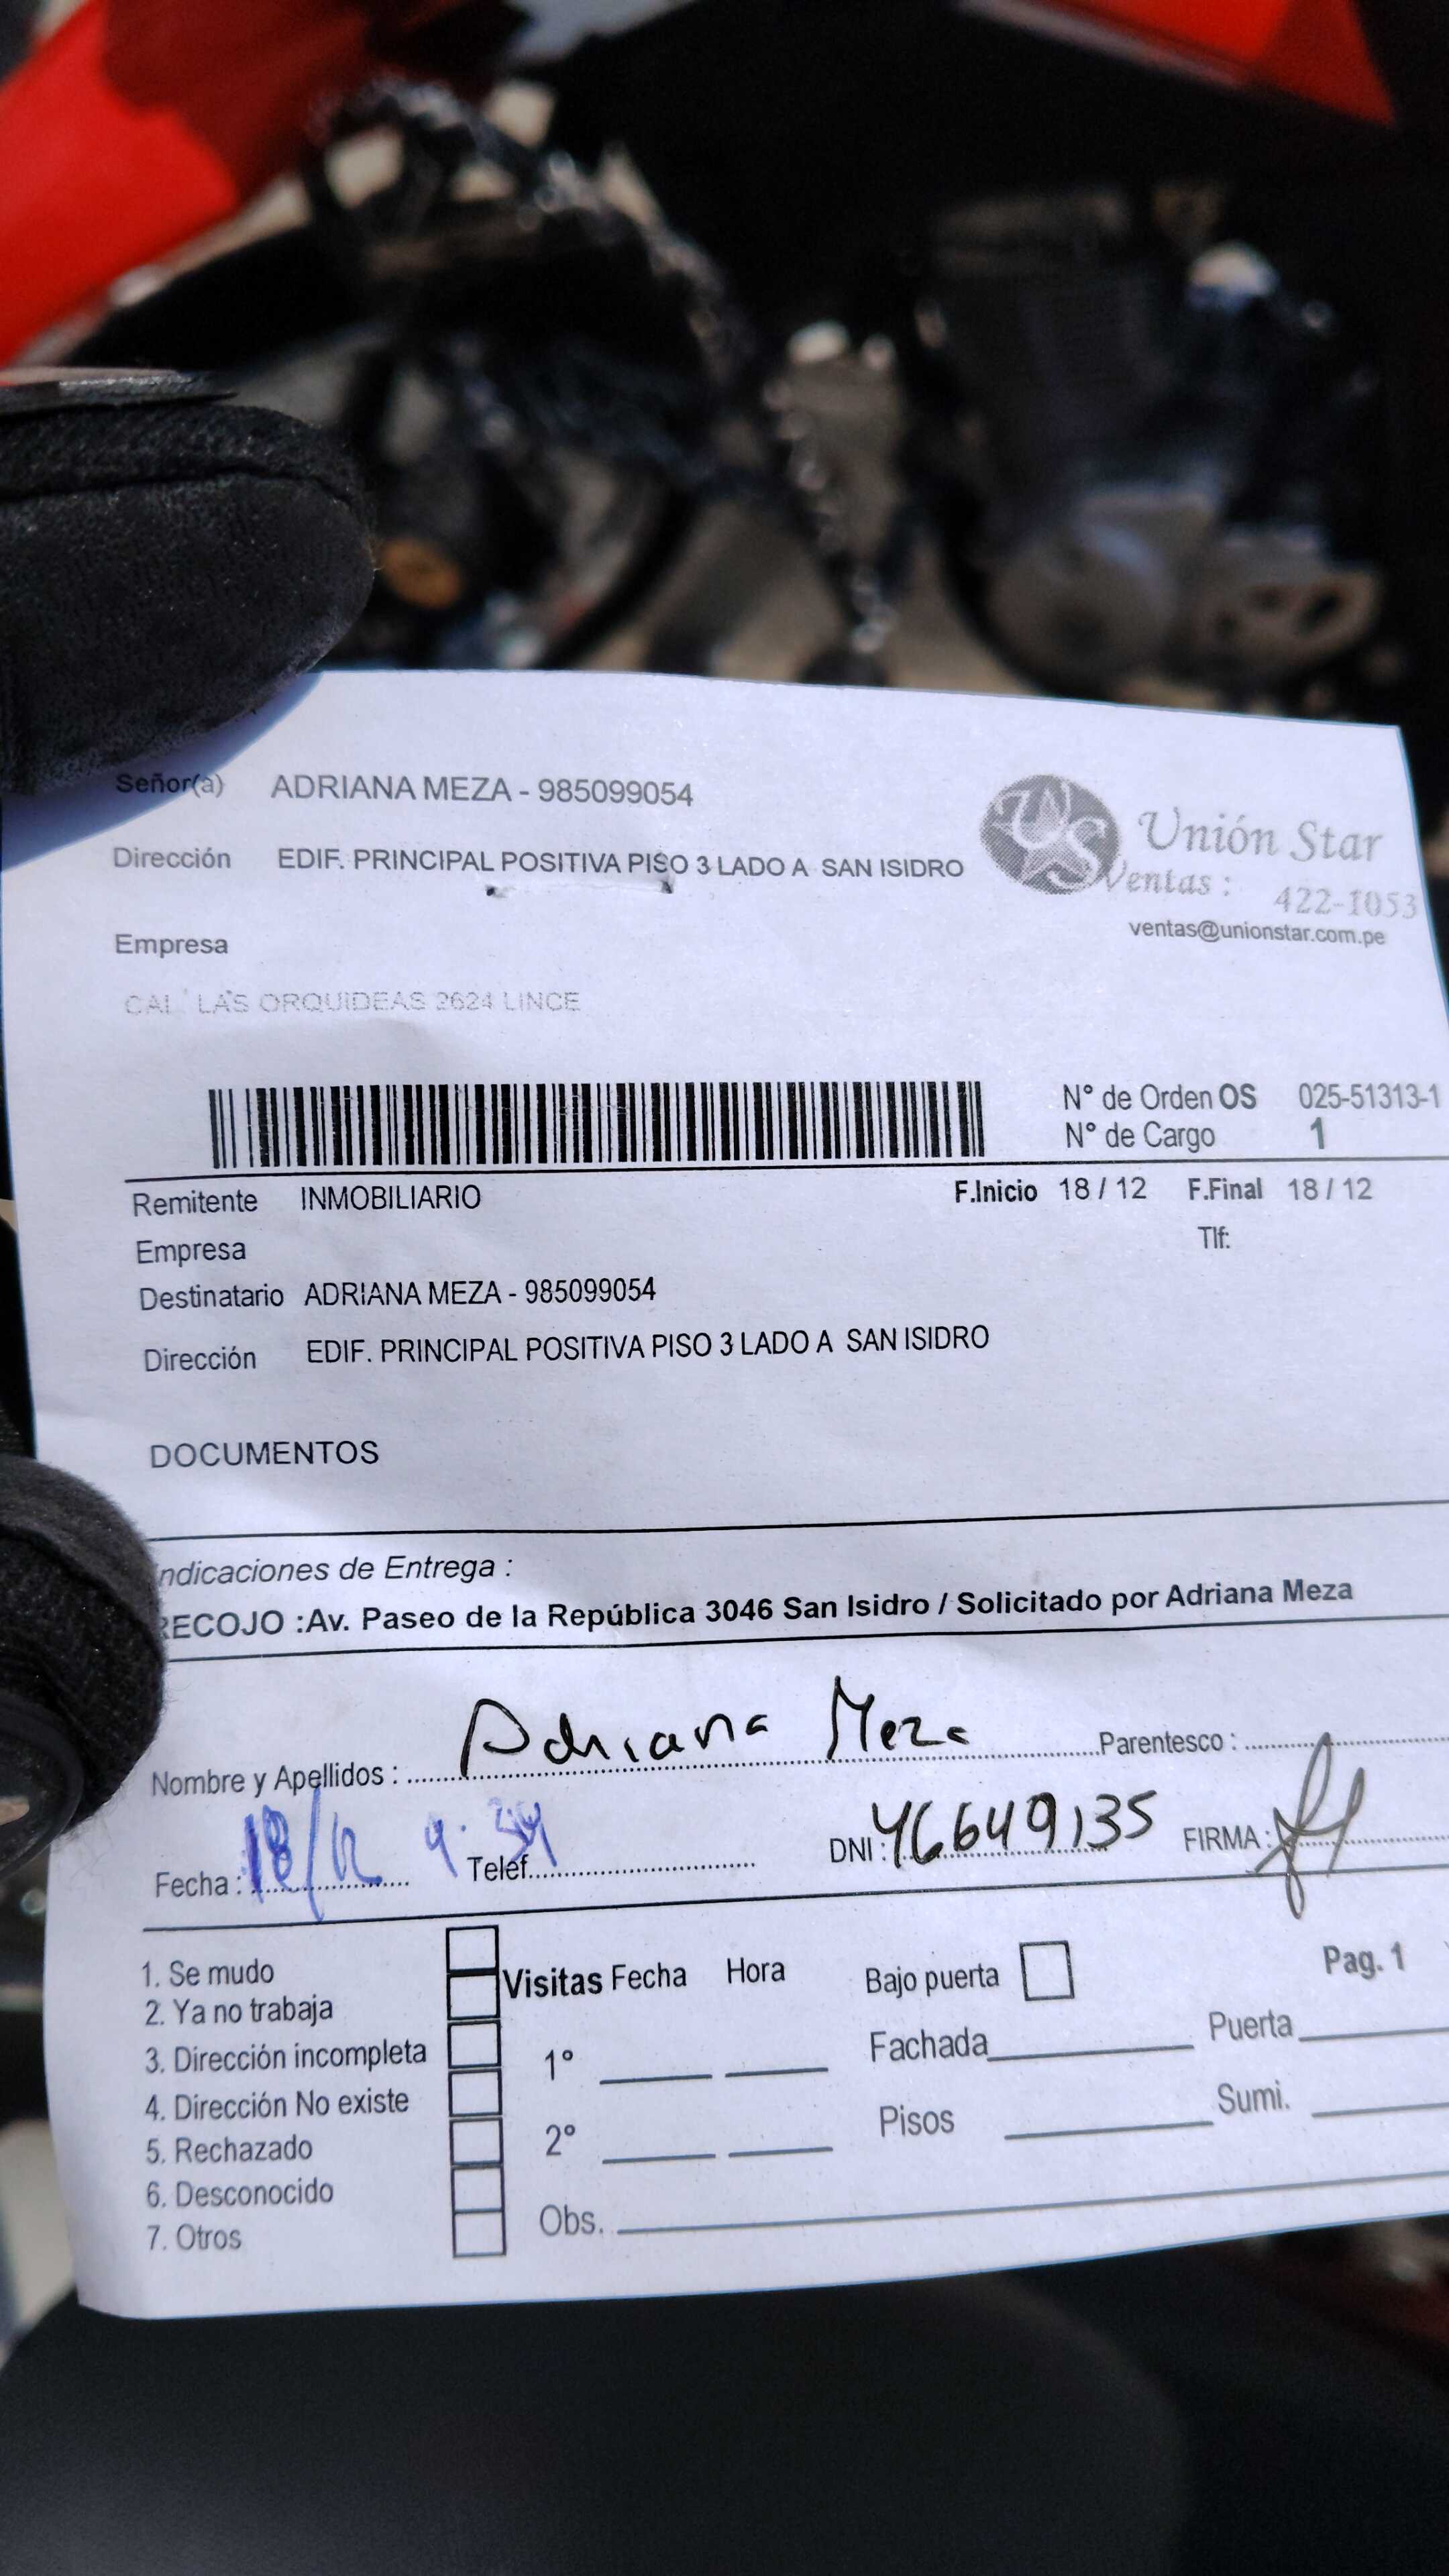 Señor(a) ADRIANA MEZA - 985099054
Dirección EDIF. PRINCIPAL POSITIVA PISO 3 LADO A SAN ISIDRO
Unión Star
Ventas : 422-1053
ventas@unionstar.com.pe
Empresa
LAS ORQUIDEAS 2624 LINCE
N° de Orden OS 025-51313-1
N° de Cargo 1
Remitente INMOBILIARIO F.Inicio 18 / 12 F.Final 18 / 12
Empresa Tlf:
Destinatario ADRIANA MEZA - 985099054
Dirección EDIF. PRINCIPAL POSITIVA PISO 3 LADO A SAN ISIDRO
DOCUMENTOS
ndicaciones de Entrega :
RECOJO :Av. Paseo de la República 3046 San Isidro / Solicitado por Adriana Meza
Nombre y Apellidos : Adriana Meza Parentesco :
Fecha : 18/12 Telef. DNI : 46649135 FIRMA :
1. Se mudo
2. Ya no trabaja
3. Dirección incompleta
4. Dirección No existe
5. Rechazado
6. Desconocido
7. Otros
Visitas Fecha Hora
1°
2°
Obs.
Bajo puerta Pag. 1
Fachada Puerta
Pisos Sumi.